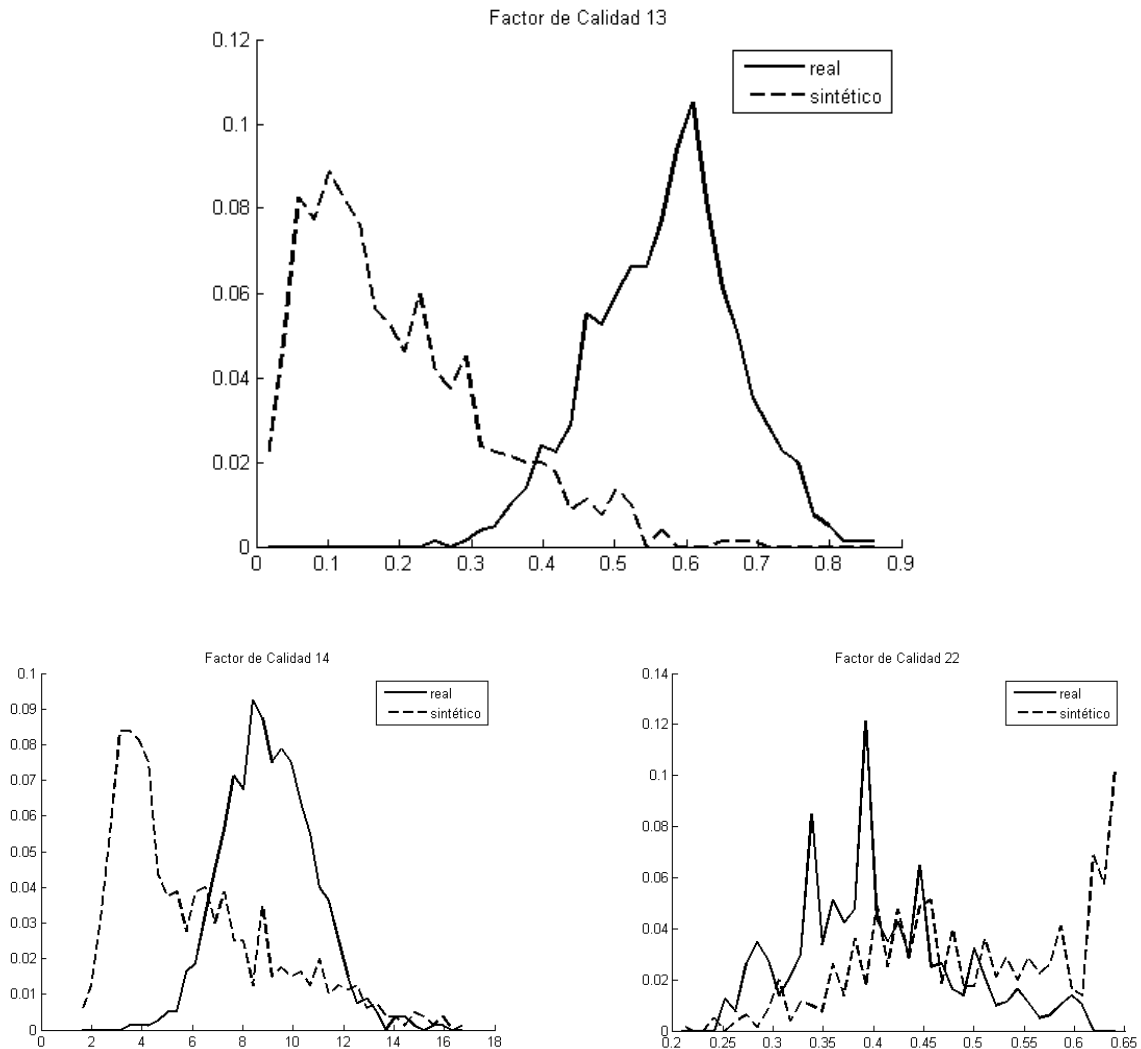 Factor de Calidad 13
0.12
0.1
0.08
0.06
0.04
0.02
0
0 0.1 0.2 0.3 0.4 0.5 0.6 0.7 0.8 0.9
real
sintético
Factor de Calidad 14
0.1
0.09
0.08
0.07
0.06
0.05
0.04
0.03
0.02
0.01
0
0 2 4 6 8 10 12 14 16 18
real
sintético
Factor de Calidad 22
0.14
0.12
0.1
0.08
0.06
0.04
0.02
0
0.2 0.25 0.3 0.35 0.4 0.45 0.5 0.55 0.6 0.65
real
sintético